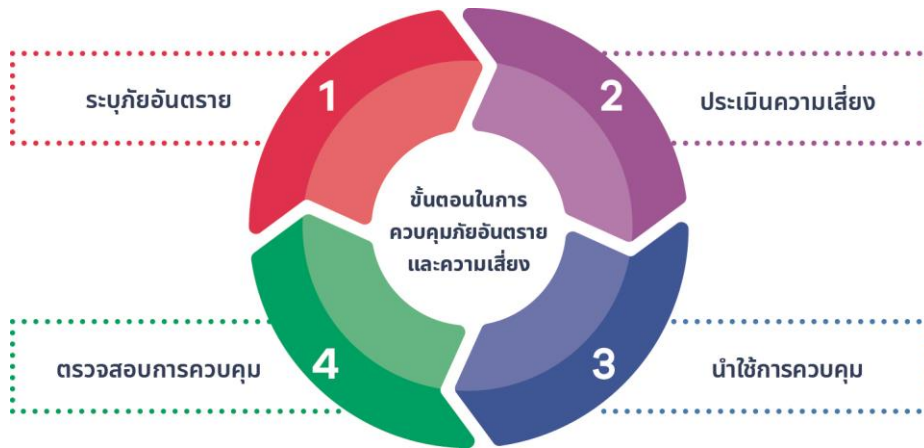 1
ระบุภัยอันตราย
2
ประเมินความเสี่ยง
ขั้นตอนในการ
ควบคุมภัยอันตราย
และความเสี่ยง
3
นำใช้การควบคุม
4
ตรวจสอบการควบคุม